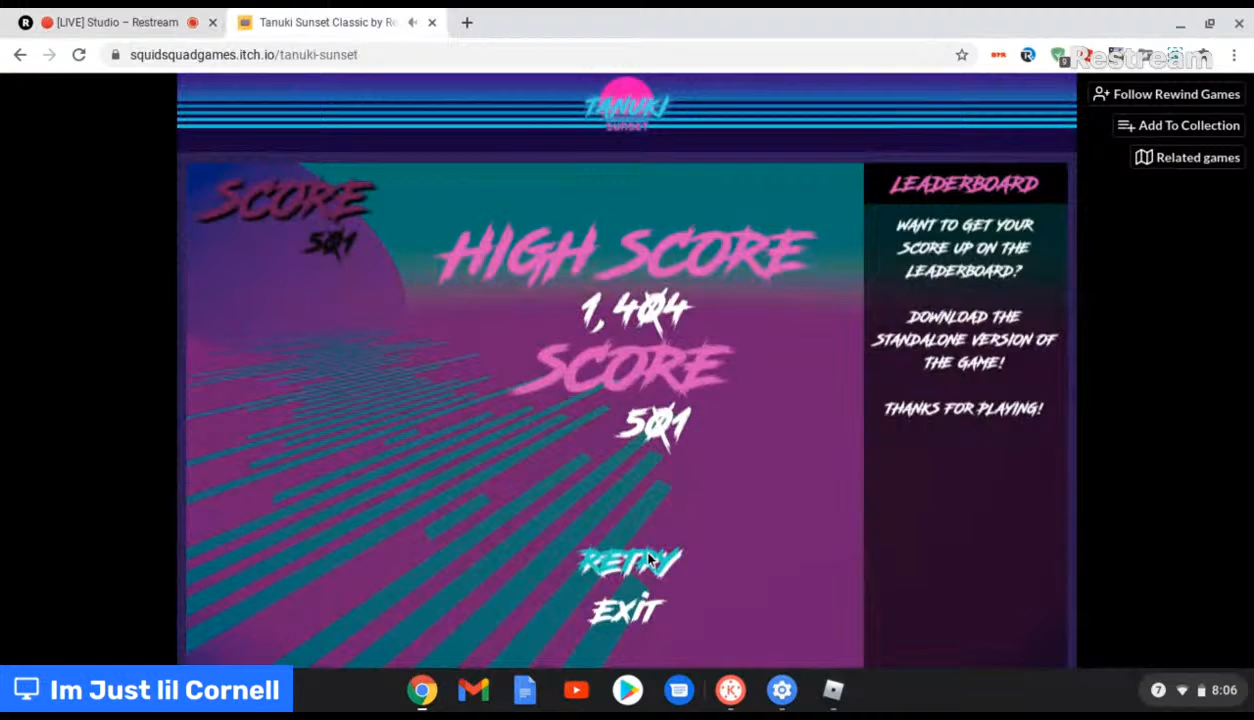 [LIVE] Studio – Restream
Tanuki Sunset Classic by Re
squidsquadgames.itch.io/tanuki-sunset
9
Restream
TANUKI
SUNSET
Follow Rewind Games
Add To Collection
Related games
SCORE
501
HIGH SCORE
1,404
SCORE
501
RETRY
EXIT
LEADERBOARD
WANT TO GET YOUR
SCORE UP ON THE
LEADERBOARD?
DOWNLOAD THE
STANDALONE VERSION OF
THE GAME!
THANKS FOR PLAYING!
Im Just lil Cornell
7
8:06